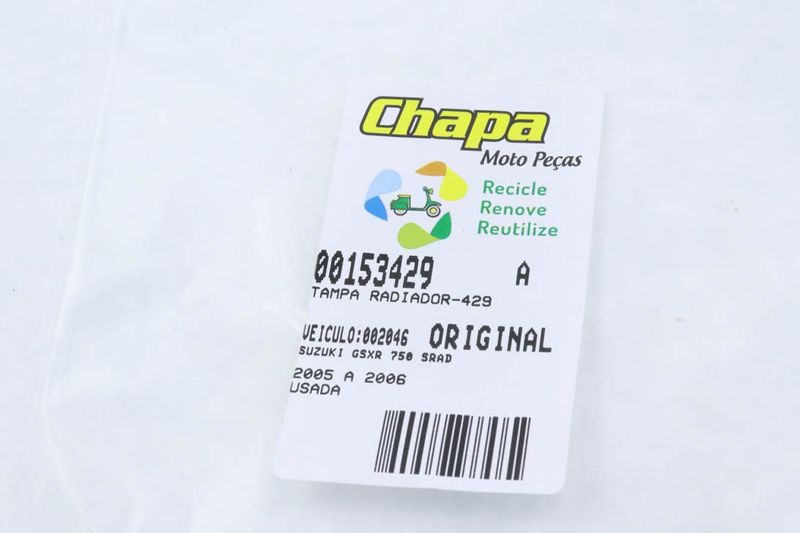 Chapa
Moto Peças
Recicle
Renove
Reutilize
00153429 A
TAMPA RADIADOR-429
VEICULO:002046 ORIGINAL
SUZUKI GSXR 750 SRAD
2005 A 2006
USADA